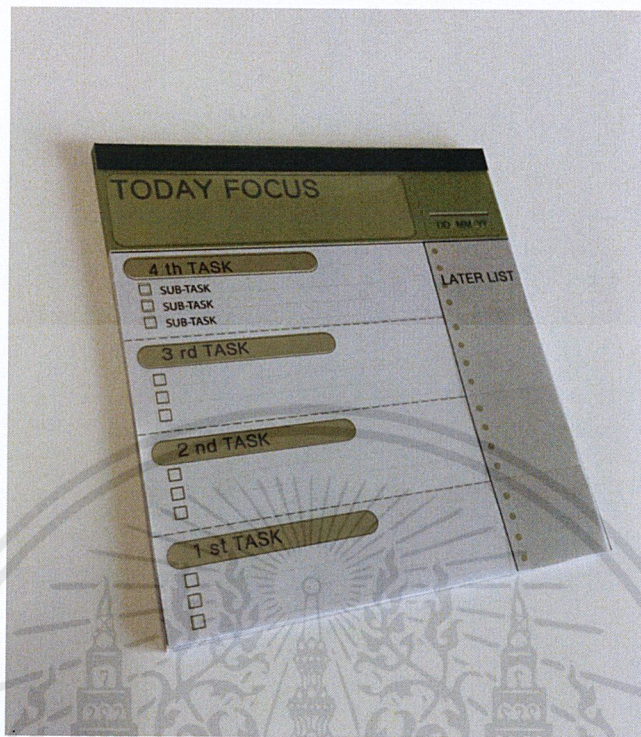 TODAY FOCUS
DD MM YY
4 th TASK
SUB-TASK
SUB-TASK
SUB-TASK
3 rd TASK
2 nd TASK
1 st TASK
LATER LIST